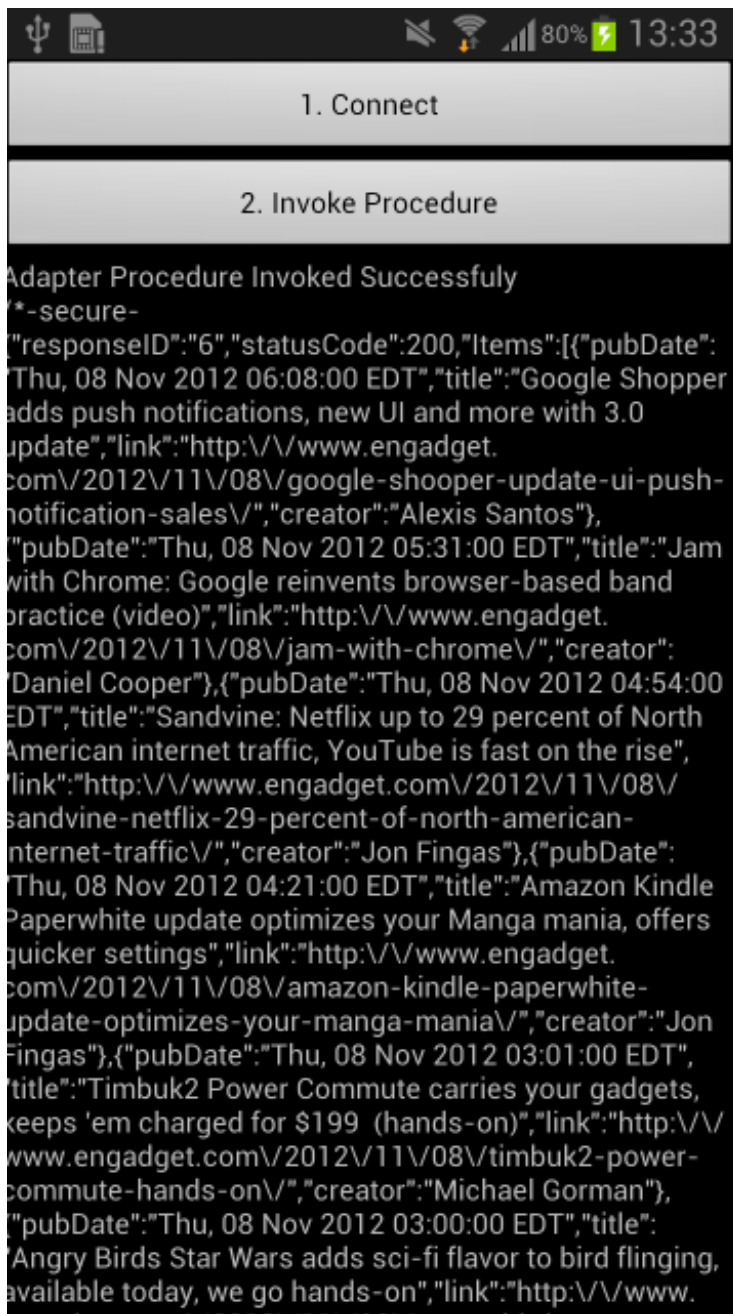 80% 13:33
1. Connect
2. Invoke Procedure
Adapter Procedure Invoked Successfuly
/*-secure-
{"responseID":"6","statusCode":200,"Items":[{"pubDate":
"Thu, 08 Nov 2012 06:08:00 EDT","title":"Google Shopper
adds push notifications, new UI and more with 3.0
update","link":"http:\/\/www.engadget.
com\/2012\/11\/08\/google-shooper-update-ui-push-
notification-sales\/","creator":"Alexis Santos"},
{"pubDate":"Thu, 08 Nov 2012 05:31:00 EDT","title":"Jam
with Chrome: Google reinvents browser-based band
practice (video)","link":"http:\/\/www.engadget.
com\/2012\/11\/08\/jam-with-chrome\/","creator":
"Daniel Cooper"},{"pubDate":"Thu, 08 Nov 2012 04:54:00
EDT","title":"Sandvine: Netflix up to 29 percent of North
American internet traffic, YouTube is fast on the rise",
"link":"http:\/\/www.engadget.com\/2012\/11\/08\/
sandvine-netflix-29-percent-of-north-american-
internet-traffic\/","creator":"Jon Fingas"},{"pubDate":
"Thu, 08 Nov 2012 04:21:00 EDT","title":"Amazon Kindle
Paperwhite update optimizes your Manga mania, offers
quicker settings","link":"http:\/\/www.engadget.
com\/2012\/11\/08\/amazon-kindle-paperwhite-
update-optimizes-your-manga-mania\/","creator":"Jon
Fingas"},{"pubDate":"Thu, 08 Nov 2012 03:01:00 EDT",
"title":"Timbuk2 Power Commute carries your gadgets,
keeps 'em charged for $199  (hands-on)","link":"http:\/\/
www.engadget.com\/2012\/11\/08\/timbuk2-power-
commute-hands-on\/","creator":"Michael Gorman"},
{"pubDate":"Thu, 08 Nov 2012 03:00:00 EDT","title":
"Angry Birds Star Wars adds sci-fi flavor to bird flinging,
available today, we go hands-on","link":"http:\/\/www.